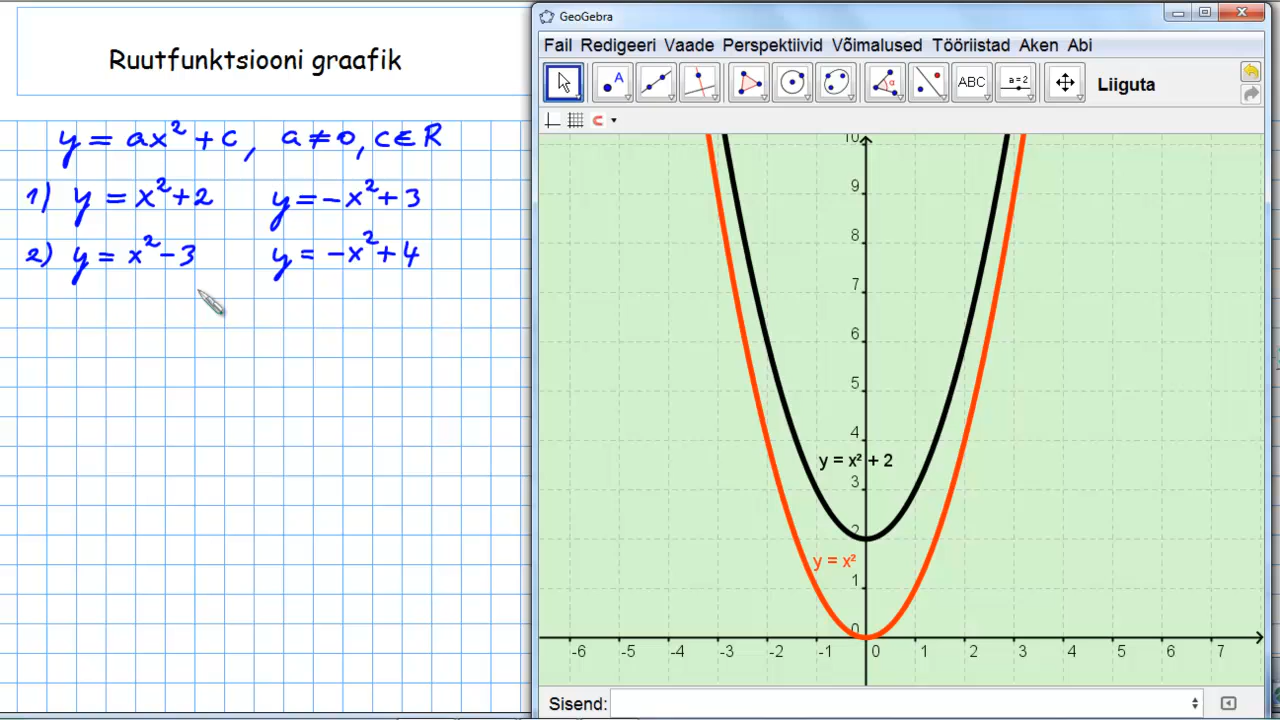 Ruutfunktsiooni graafik
y = ax² + c, a ≠ 0, c ∈ R
1) y = x² + 2 y = -x² + 3
2) y = x² - 3 y = -x² + 4
GeoGebra
Fail Redigeeri Vaade Perspektiivid Võimalused Tööriistad Aken Abi
A ABC a=2 Liiguta
10
9
8
7
6
5
4
y = x² + 2
3
2
y = x²
1
0
-6 -5 -4 -3 -2 -1 0 1 2 3 4 5 6 7
Sisend: